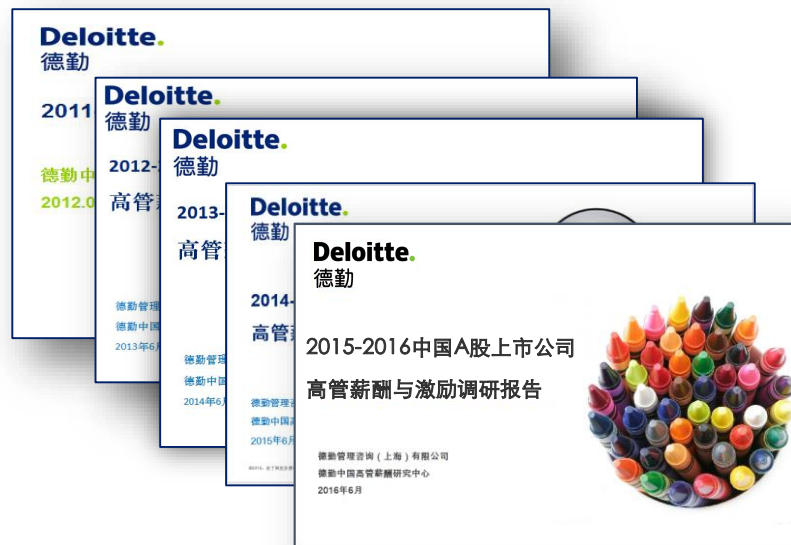 Deloitte.
德勤
2011
德勤中
2012.0
Deloitte.
德勤
2012-
高管
德勤管理
德勤中国
2013年6月
Deloitte.
德勤
2013-
高管
德勤管理
德勤中国
2014年6月
Deloitte.
德勤
2014-
高管
德勤管理
德勤中国
2015年6月
Deloitte.
德勤
2015-2016中国A股上市公司
高管薪酬与激励调研报告
德勤管理咨询（上海）有限公司
德勤中国高管薪酬研究中心
2016年6月